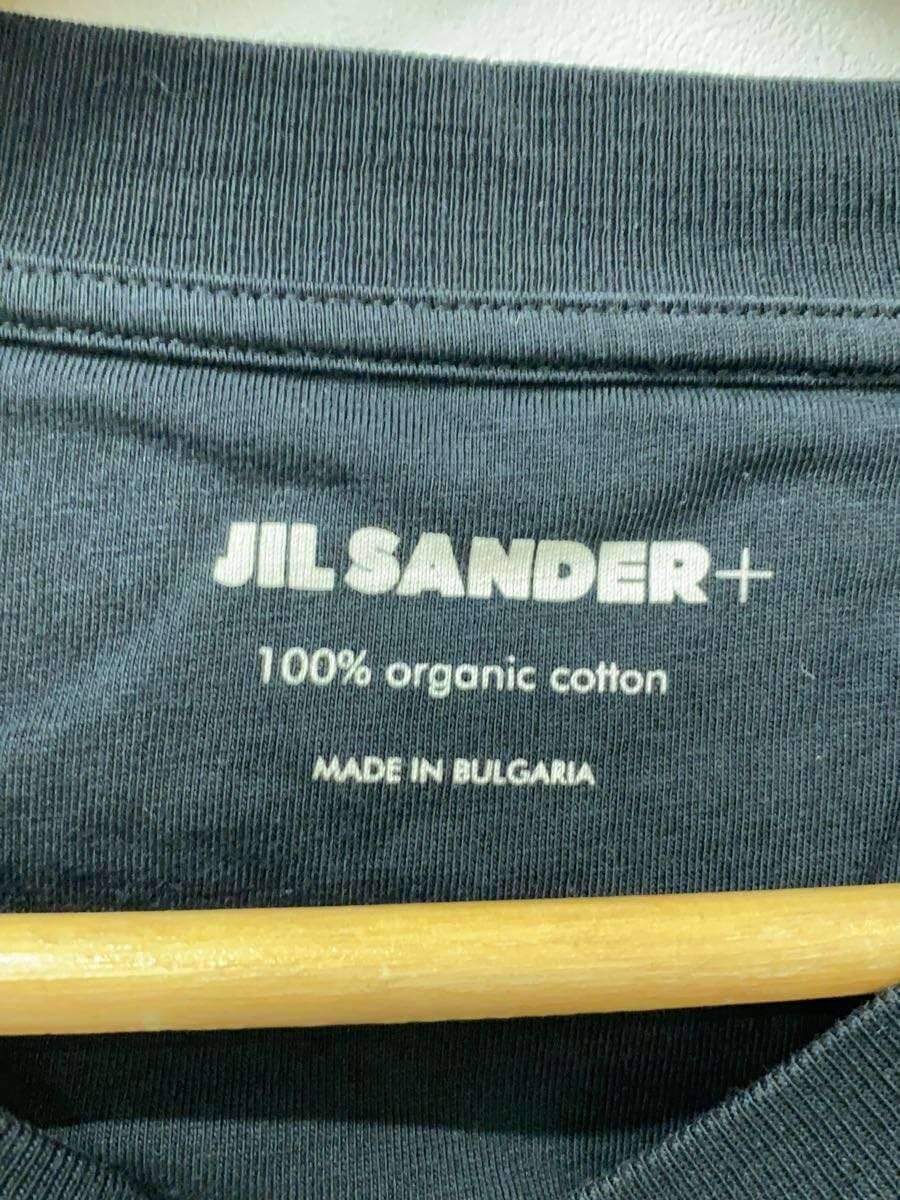 JIL SANDER+
100% organic cotton
MADE IN BULGARIA